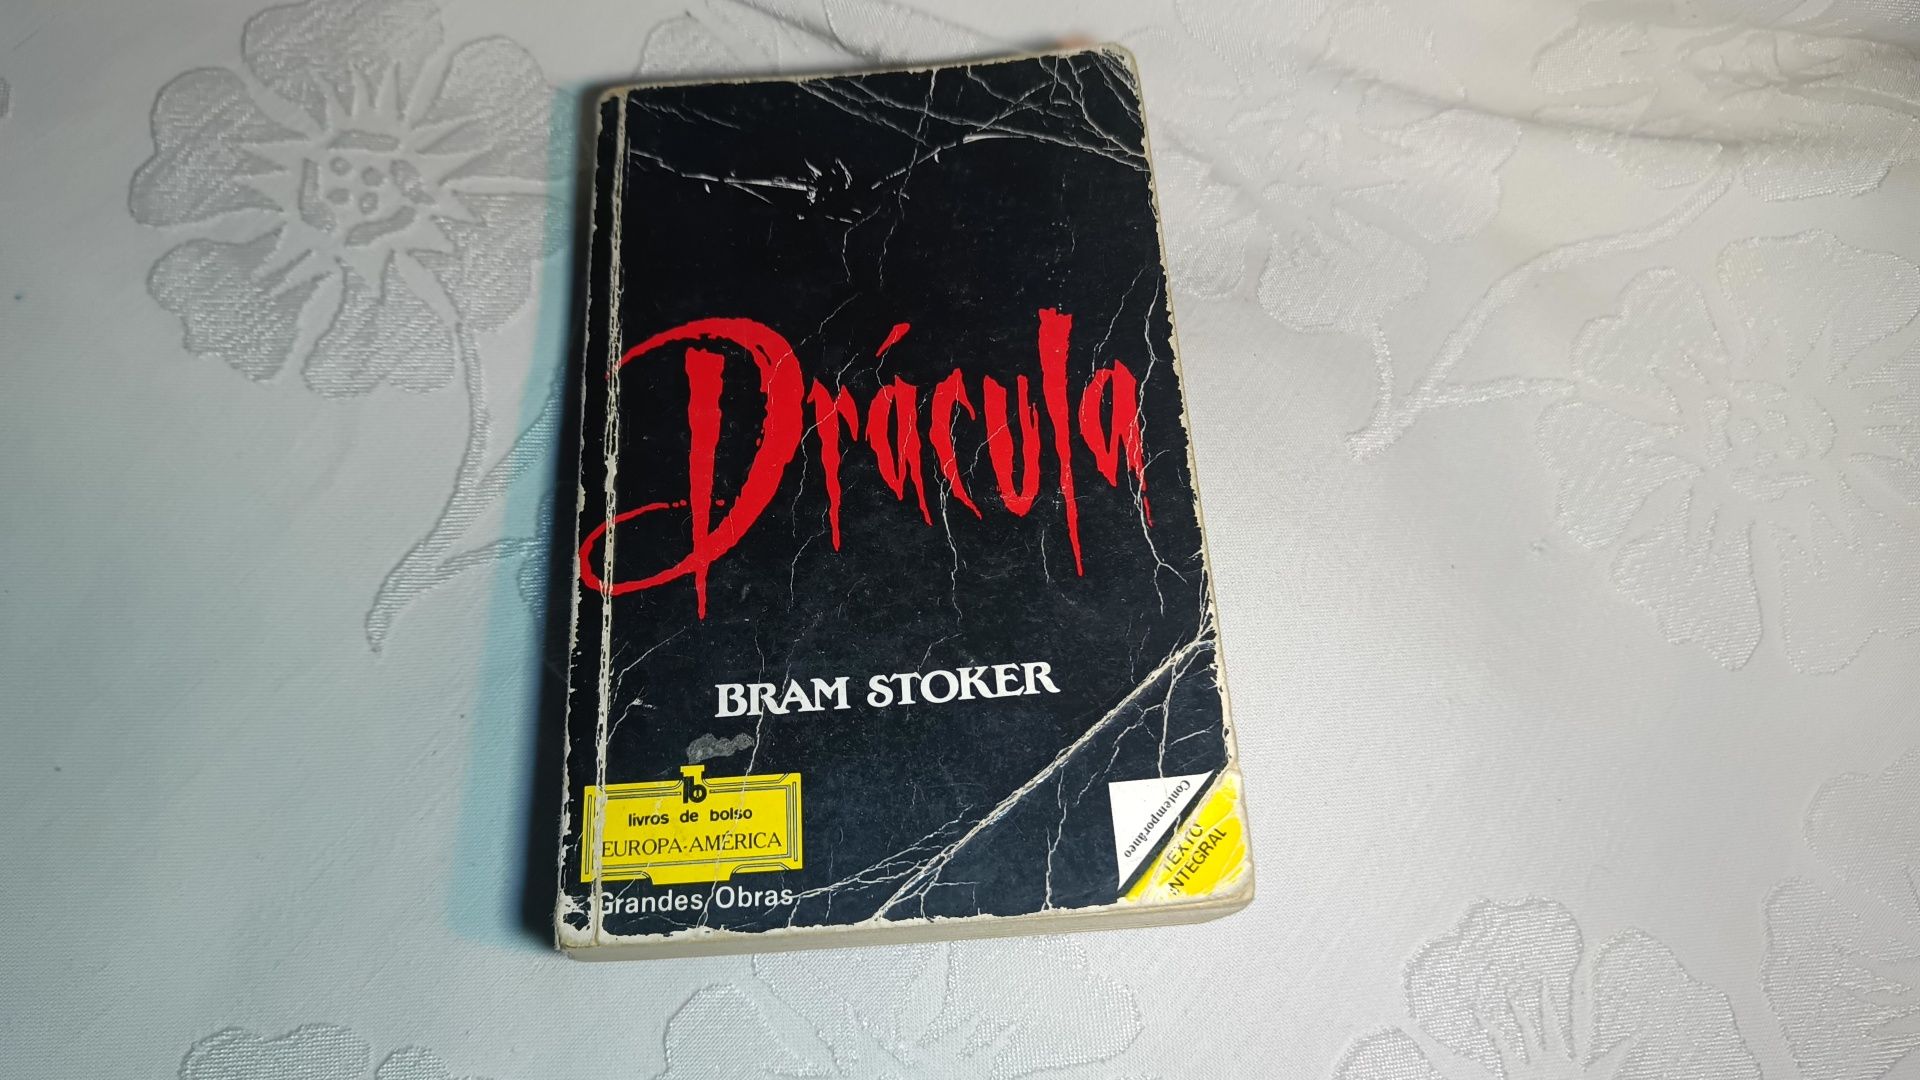 Drácula
BRAM STOKER
livros de bolso
EUROPA-AMÉRICA
Grandes Obras
Contemporâneo
TEXTO
INTEGRAL